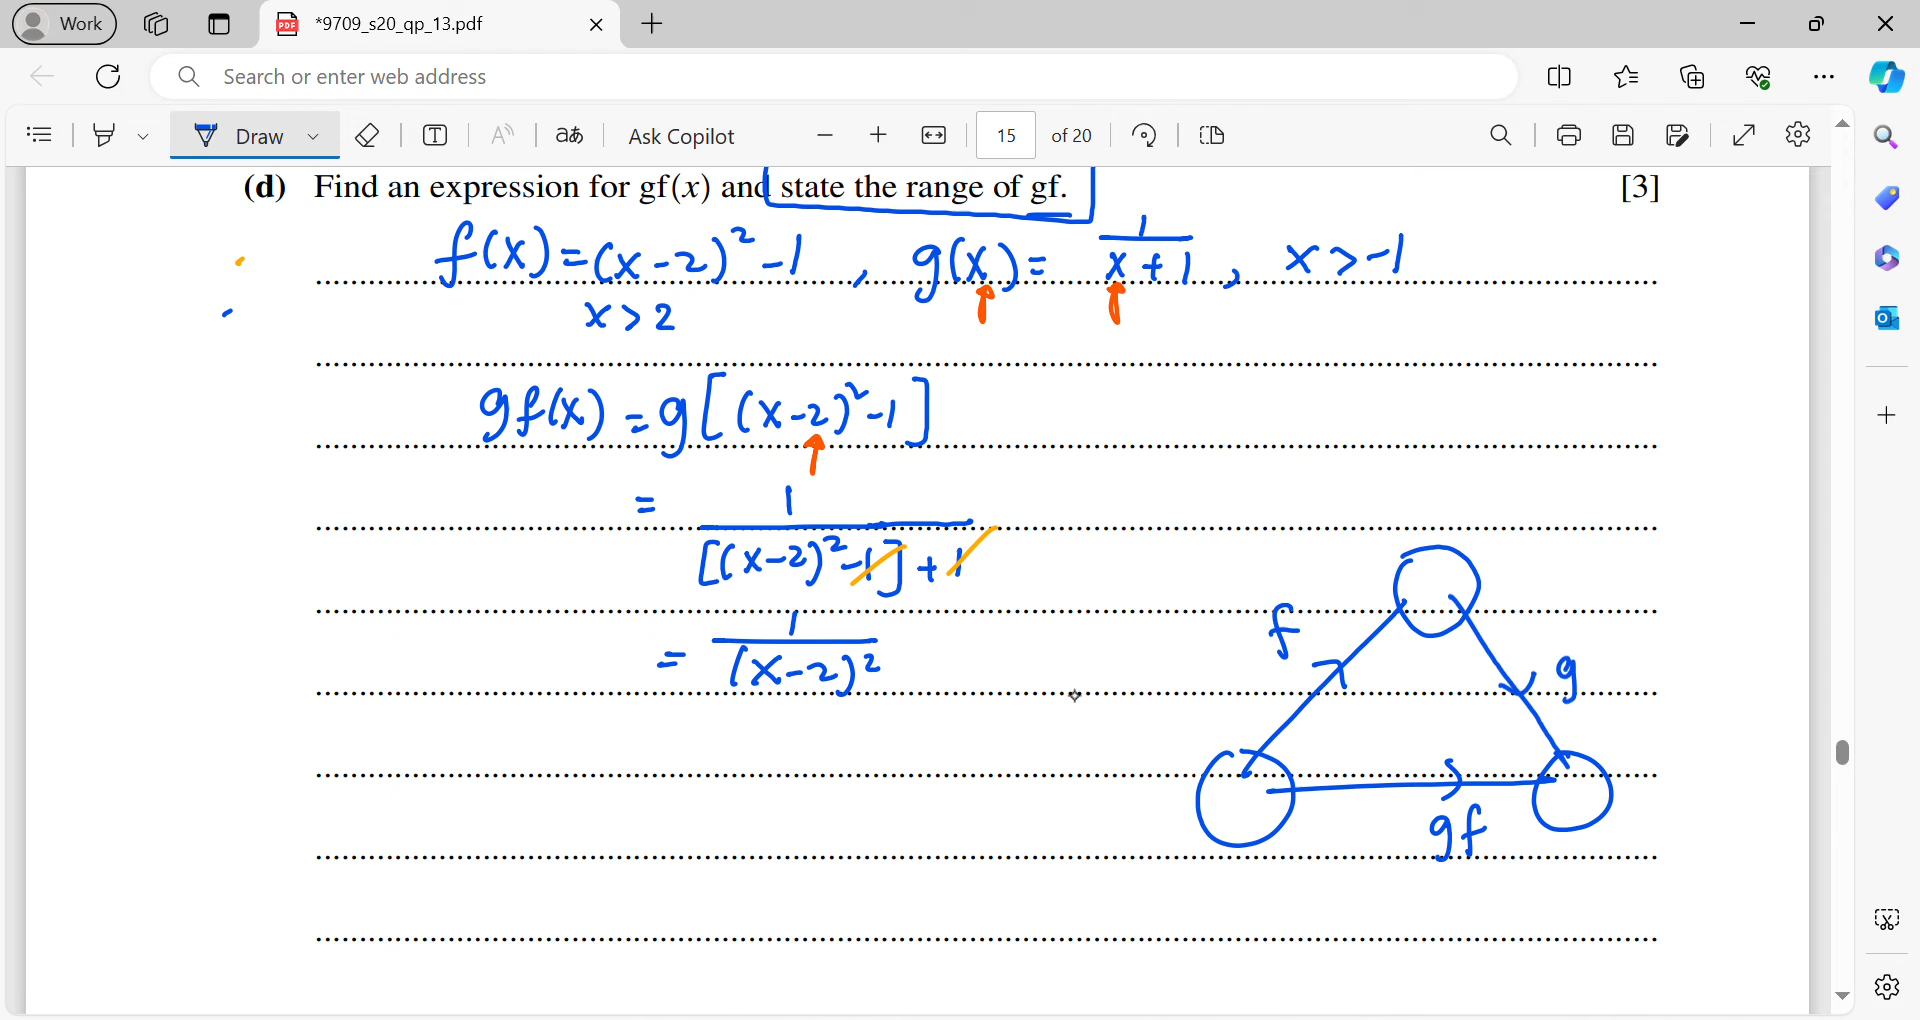 Work
*9709_s20_qp_13.pdf
Search or enter web address
Draw
T
A
aあ
Ask Copilot
15 of 20
(d) Find an expression for gf(x) and state the range of gf. [3]
f(x)=(x-2)²-1 , g(x)= 1/(x+1) , x>-1
x>2
gf(x) =g[(x-2)²-1]
= 1/([(x-2)²-1]+1)
= 1/(x-2)²
f
g
gf